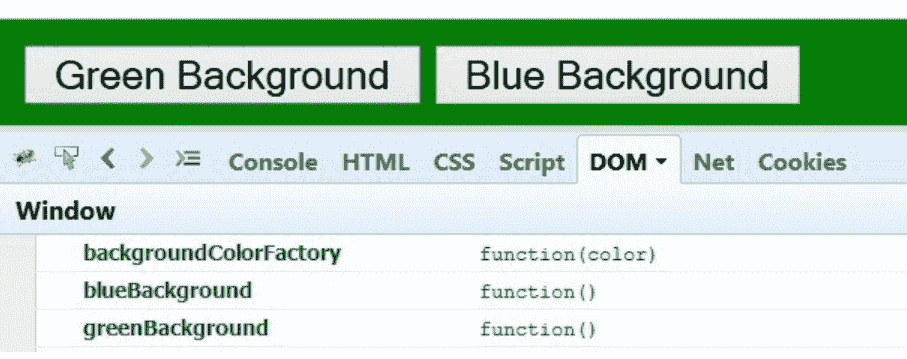 Green Background Blue Background
Console HTML CSS Script DOM Net Cookies
Window
backgroundColorFactory function(color)
blueBackground function()
greenBackground function()